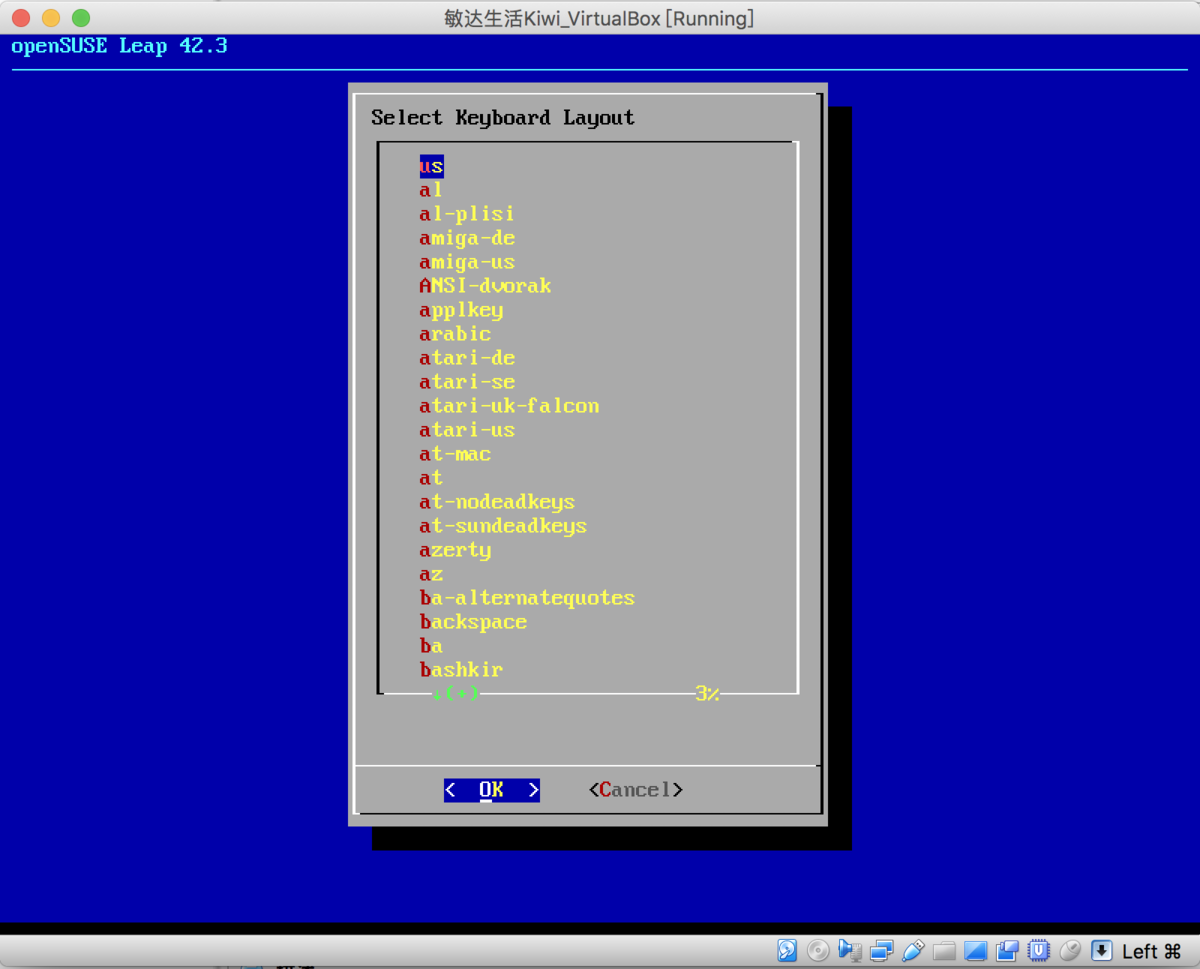 敏达生活Kiwi_VirtualBox [Running]
openSUSE Leap 42.3
Select Keyboard Layout
us
al
al-plisi
amiga-de
amiga-us
ANSI-dvorak
applkey
arabic
atari-de
atari-se
atari-uk-falcon
atari-us
at-mac
at
at-nodeadkeys
at-sundeadkeys
azerty
az
ba-alternatequotes
backspace
ba
bashkir
↓(+) 3%
< OK > <Cancel>
Left ⌘